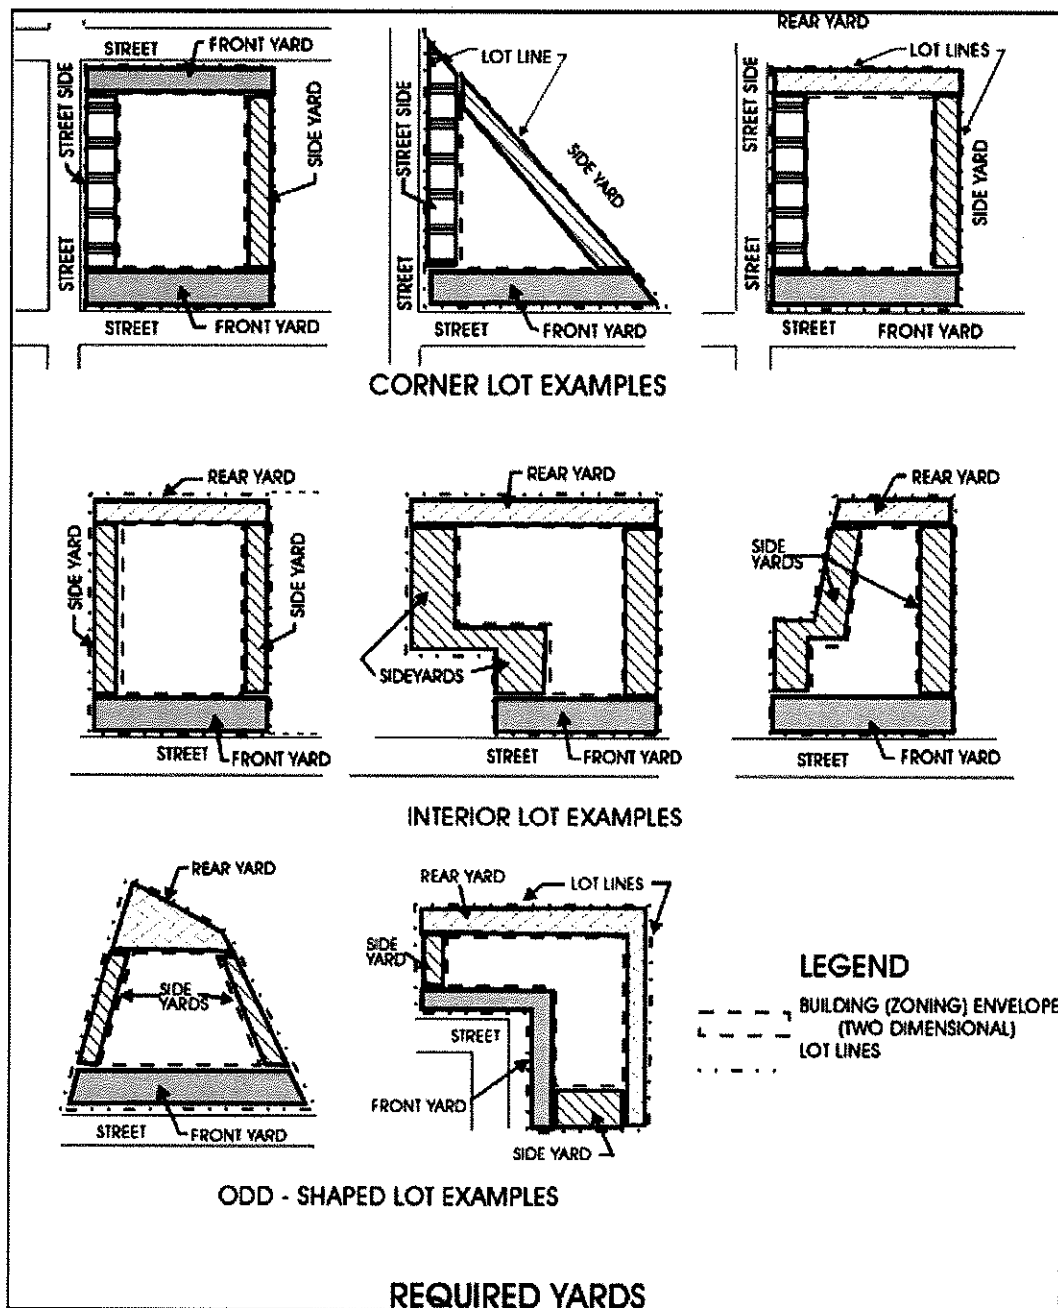 STREET
FRONT YARD
STREET SIDE
SIDE YARD
STREET
STREET
FRONT YARD
LOT LINE
STREET SIDE
SIDE YARD
STREET
STREET
FRONT YARD
REAR YARD
LOT LINES
STREET SIDE
SIDE YARD
STREET
STREET
FRONT YARD
CORNER LOT EXAMPLES
REAR YARD
SIDE YARD
SIDE YARD
STREET
FRONT YARD
REAR YARD
SIDEYARDS
STREET
FRONT YARD
REAR YARD
SIDE
YARDS
STREET
FRONT YARD
INTERIOR LOT EXAMPLES
REAR YARD
SIDE
YARDS
STREET
FRONT YARD
REAR YARD
LOT LINES
SIDE
YARD
STREET
FRONT YARD
SIDE YARD
LEGEND
BUILDING (ZONING) ENVELOPE
(TWO DIMENSIONAL)
LOT LINES
ODD - SHAPED LOT EXAMPLES
REQUIRED YARDS